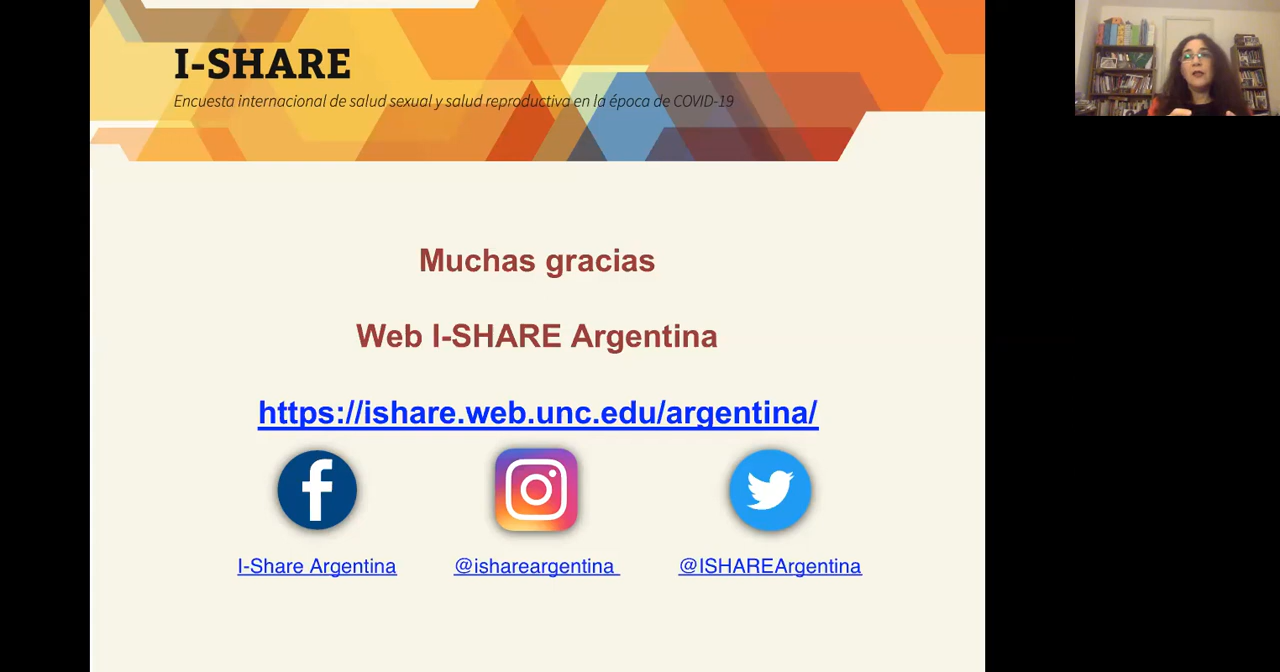 I-SHARE
Encuesta internacional de salud sexual y salud reproductiva en la época de COVID-19
Muchas gracias
Web I-SHARE Argentina
https://ishare.web.unc.edu/argentina/
I-Share Argentina
@ishareargentina
@ISHAREArgentina